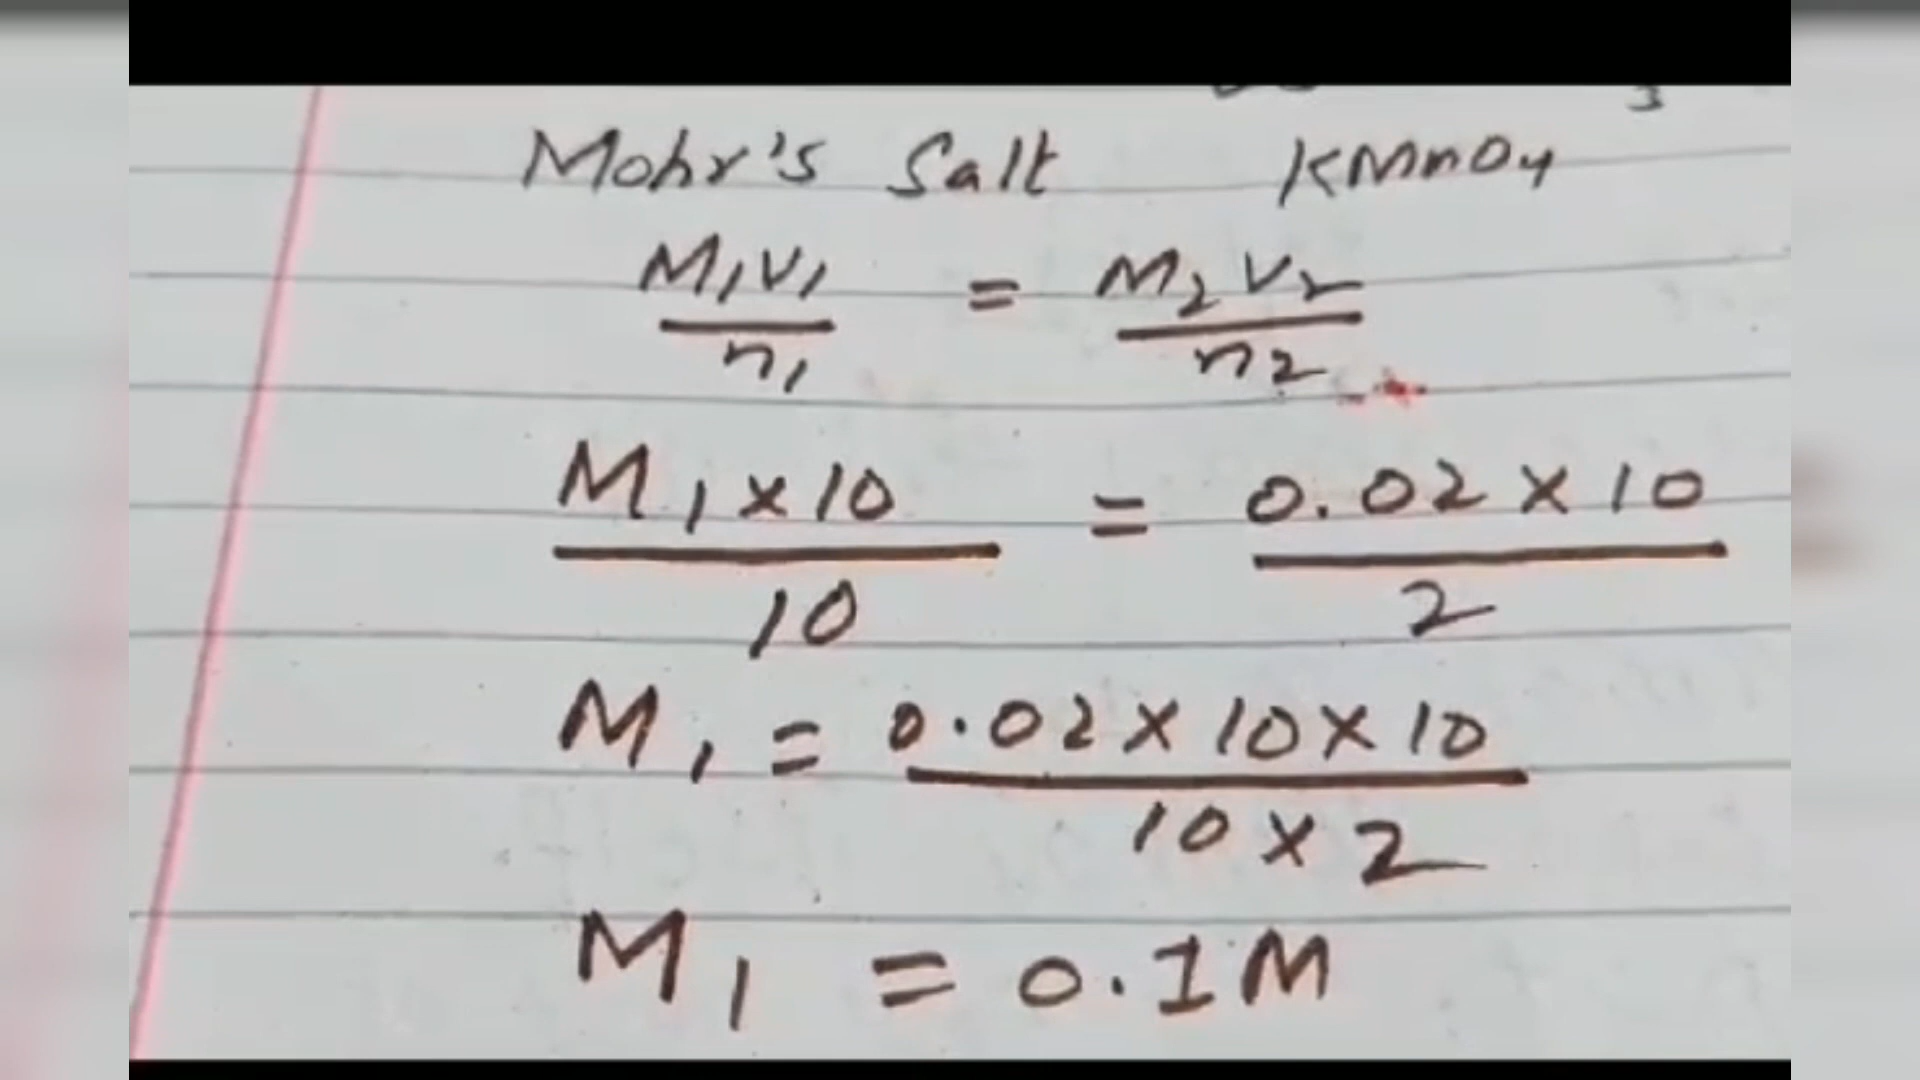 Mohr's Salt KMnO4
M1V1/n1 = M2V2/n2
M1 x 10/10 = 0.02 x 10/2
M1 = 0.02 x 10 x 10/10 x 2
M1 = 0.1M